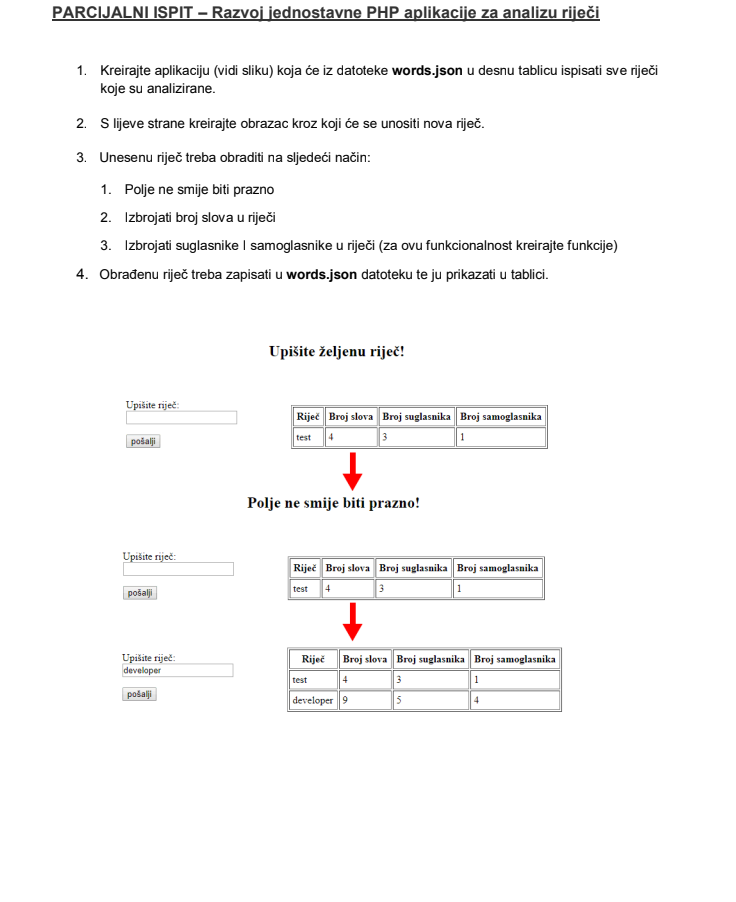 PARCIJALNI ISPIT – Razvoj jednostavne PHP aplikacije za analizu riječi
1. Kreirajte aplikaciju (vidi sliku) koja će iz datoteke words.json u desnu tablicu ispisati sve riječi
koje su analizirane.
2. S lijeve strane kreirajte obrazac kroz koji će se unositi nova riječ.
3. Unesenu riječ treba obraditi na sljedeći način:
1. Polje ne smije biti prazno
2. Izbrojati broj slova u riječi
3. Izbrojati suglasnike I samoglasnike u riječi (za ovu funkcionalnost kreirajte funkcije)
4. Obrađenu riječ treba zapisati u words.json datoteku te ju prikazati u tablici.
Upišite željenu riječ!
Upišite riječ:
pošalji
Riječ Broj slova Broj suglasnika Broj samoglasnika
test 4 3 1
Polje ne smije biti prazno!
Upišite riječ:
pošalji
Riječ Broj slova Broj suglasnika Broj samoglasnika
test 4 3 1
Upišite riječ:
developer
pošalji
Riječ Broj slova Broj suglasnika Broj samoglasnika
test 4 3 1
developer 9 5 4